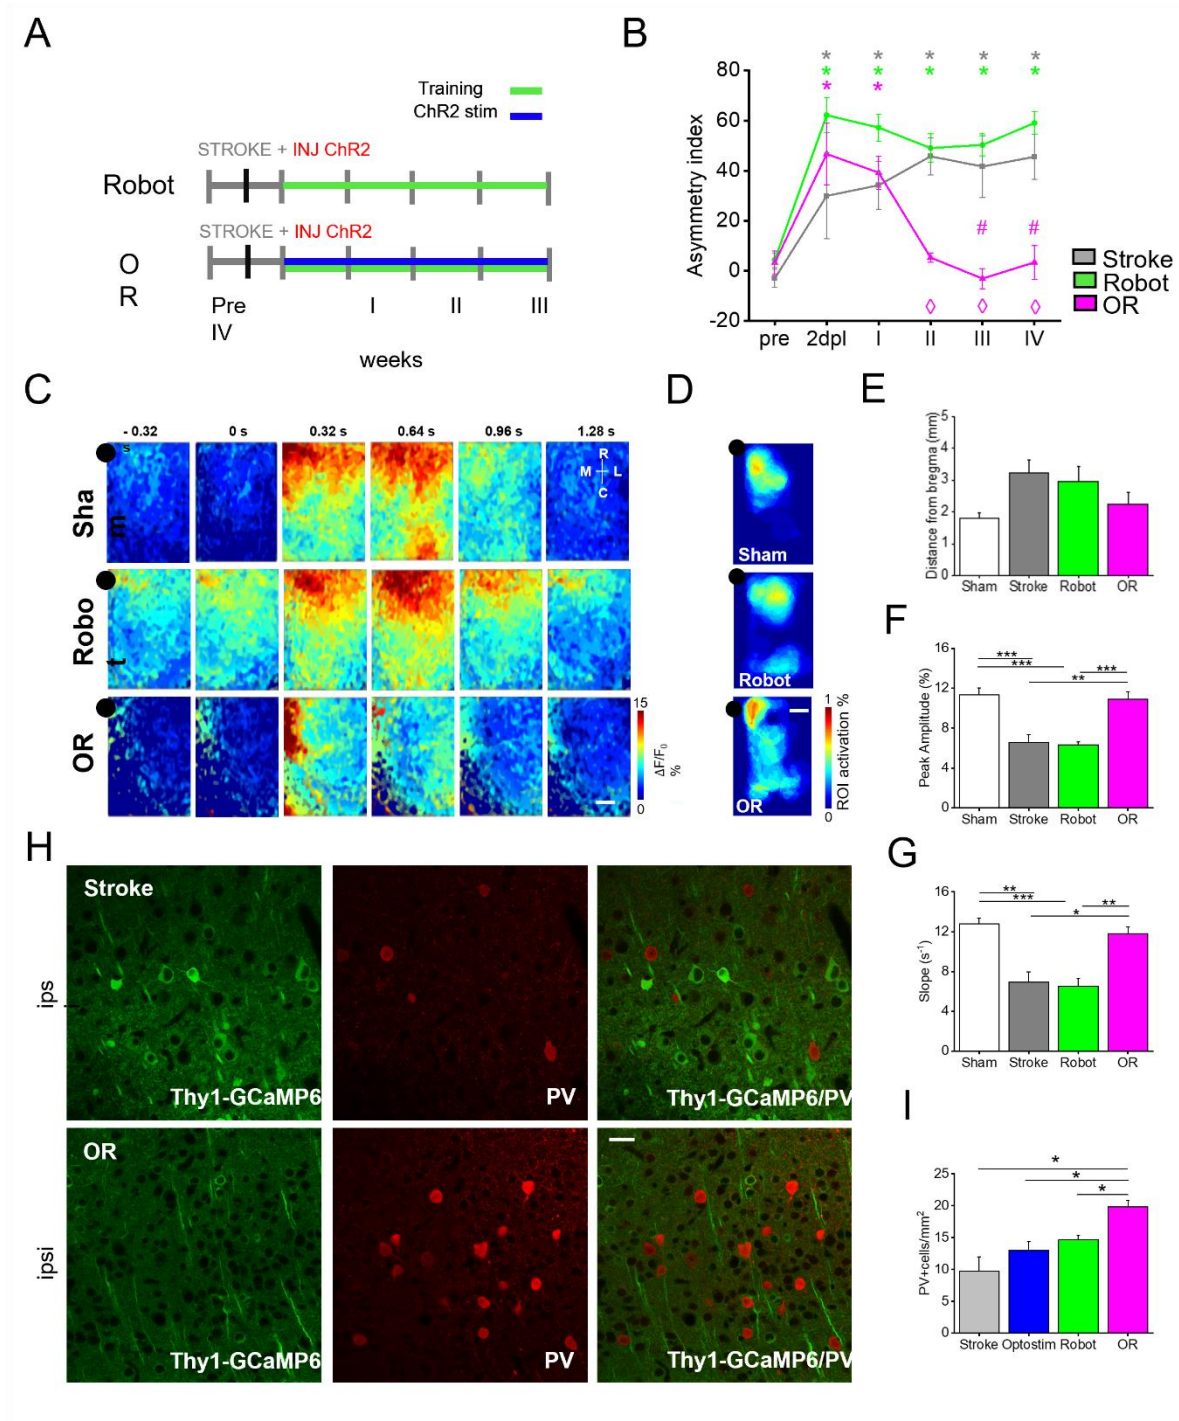 A
Training
ChR2 stim
STROKE + INJ ChR2
Robot
STROKE + INJ ChR2
O
R
Pre I II III
IV
weeks
B
Asymmetry index
80
60
40
20
0
-20
* * * * *
* * * * *
* *
# #
◊ ◊ ◊
pre 2dpl I II III IV
Stroke
Robot
OR
C
- 0.32 0 s 0.32 s 0.64 s 0.96 s 1.28 s
s
R
M L
C
Sha
m
Robo
t
OR
15
ΔF/F0
%
0
D
Sham
Robot
OR
1
ROI activation %
0
E
Distance from bregma (mm)
5
4
3
2
1
0
Sham Stroke Robot OR
F
Peak Amplitude (%)
16
12
8
4
0
***
*** ***
**
Sham Stroke Robot OR
G
Slope (s-1)
16
12
8
4
0
**
*** **
*
Sham Stroke Robot OR
H
Stroke
ips
i
Thy1-GCaMP6 PV Thy1-GCaMP6/PV
OR
ipsi
Thy1-GCaMP6 PV Thy1-GCaMP6/PV
I
PV+cells/mm2
25
20
15
10
5
0
*
*
*
Stroke Optostim Robot OR